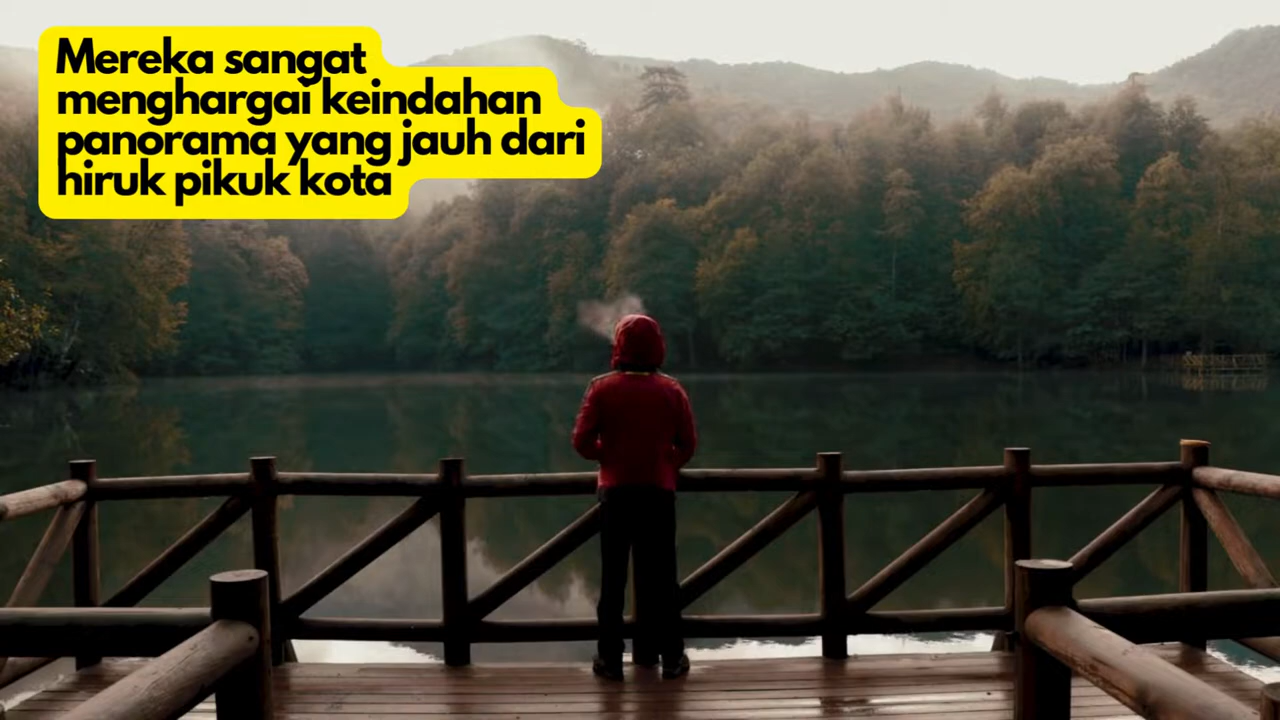 Mereka sangat
menghargai keindahan
panorama yang jauh dari
hiruk pikuk kota